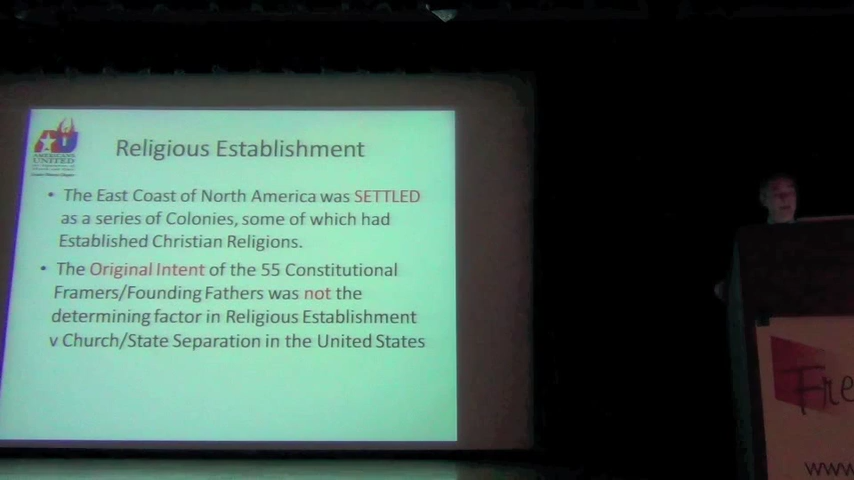 AU
AMERICANS
UNITED
Religious Establishment
• The East Coast of North America was SETTLED
as a series of Colonies, some of which had
Established Christian Religions.
• The Original Intent of the 55 Constitutional
Framers/Founding Fathers was not the
determining factor in Religious Establishment
v Church/State Separation in the United States
Fre
www.